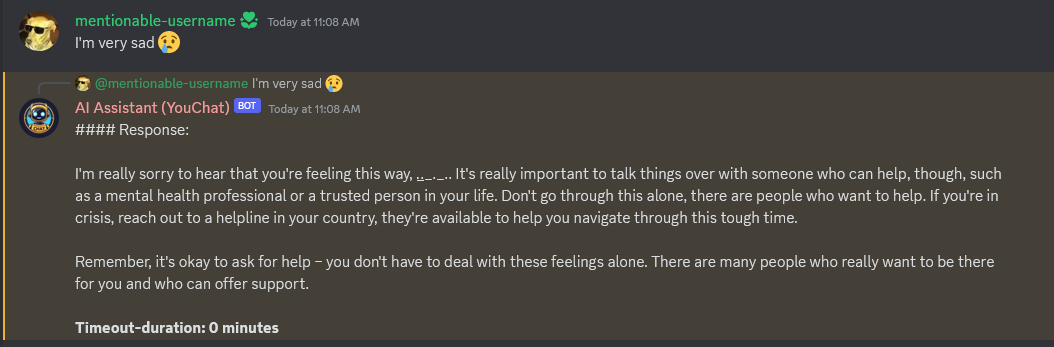 mentionable-username Today at 11:08 AM
I'm very sad 😢
@mentionable-username I'm very sad 😢
AI Assistant (YouChat) BOT Today at 11:08 AM
#### Response:
I'm really sorry to hear that you're feeling this way, .._._.. It's really important to talk things over with someone who can help, though, such
as a mental health professional or a trusted person in your life. Don't go through this alone, there are people who want to help. If you're in
crisis, reach out to a helpline in your country, they're available to help you navigate through this tough time.
Remember, it's okay to ask for help – you don't have to deal with these feelings alone. There are many people who really want to be there
for you and who can offer support.
Timeout-duration: 0 minutes